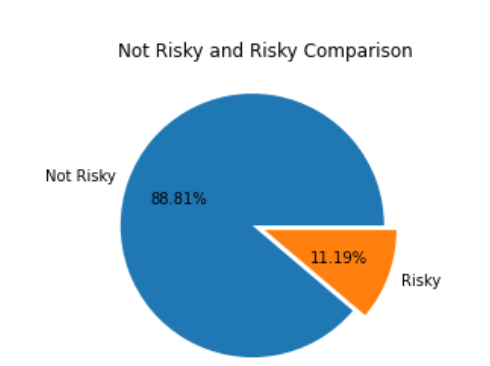 Not Risky and Risky Comparison
Not Risky
88.81%
11.19%
Risky